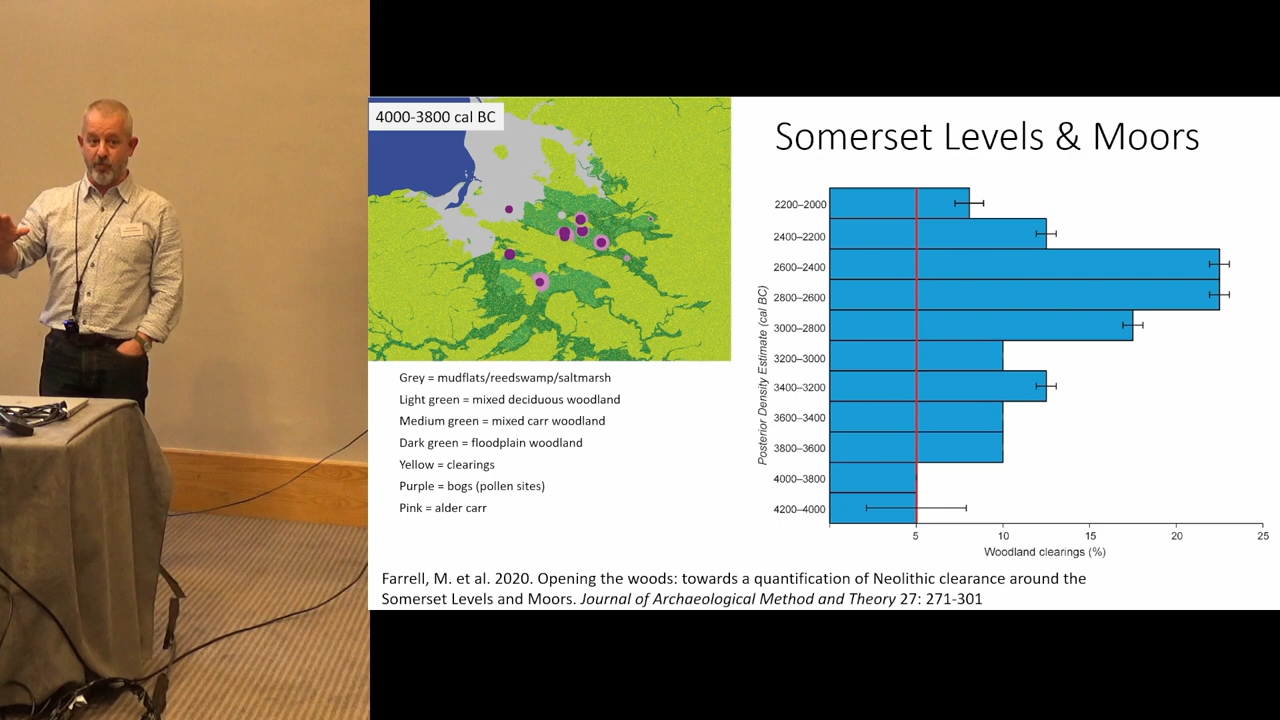 4000-3800 cal BC
Somerset Levels & Moors
Grey = mudflats/reedswamp/saltmarsh
Light green = mixed deciduous woodland
Medium green = mixed carr woodland
Dark green = floodplain woodland
Yellow = clearings
Purple = bogs (pollen sites)
Pink = alder carr
Posterior Density Estimate (cal BC)
2200–2000
2400–2200
2600–2400
2800–2600
3000–2800
3200–3000
3400–3200
3600–3400
3800–3600
4000–3800
4200–4000
5 10 15 20 25
Woodland clearings (%)
Farrell, M. et al. 2020. Opening the woods: towards a quantification of Neolithic clearance around the
Somerset Levels and Moors. Journal of Archaeological Method and Theory 27: 271-301